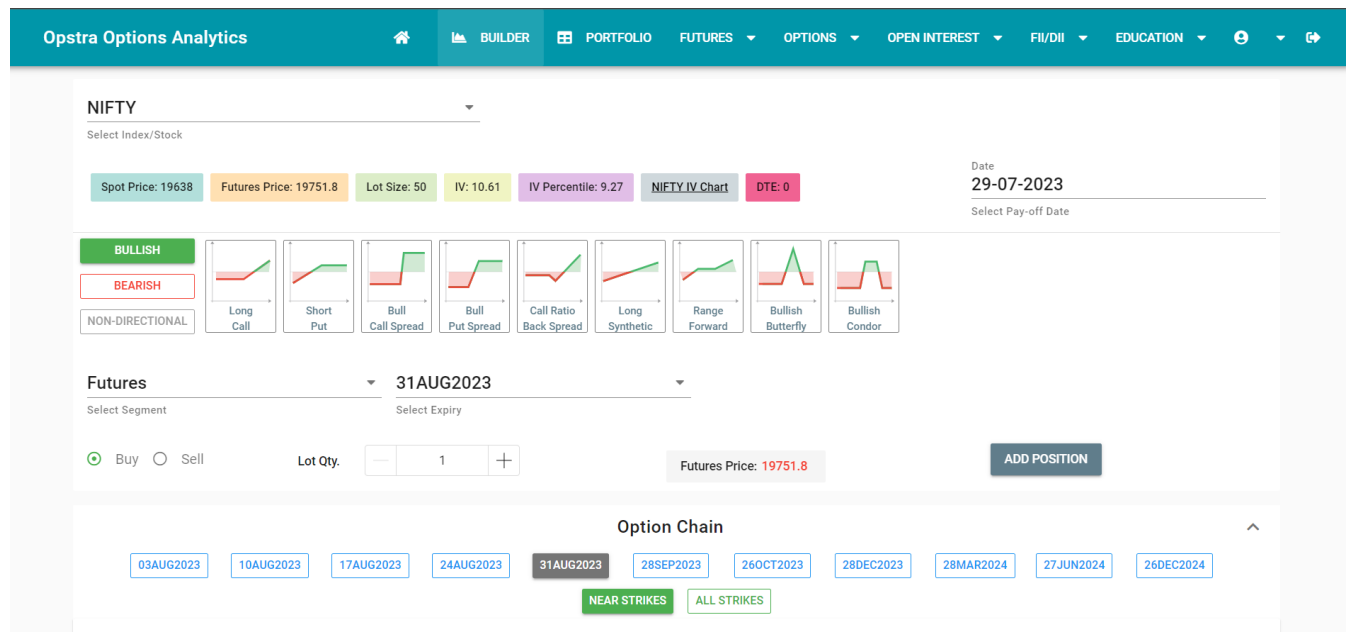 Opstra Options Analytics BUILDER PORTFOLIO FUTURES OPTIONS OPEN INTEREST FII/DII EDUCATION
NIFTY
Select Index/Stock
Spot Price: 19638 Futures Price: 19751.8 Lot Size: 50 IV: 10.61 IV Percentile: 9.27 NIFTY IV Chart DTE: 0
Date
29-07-2023
Select Pay-off Date
BULLISH
BEARISH
NON-DIRECTIONAL
Long
Call
Short
Put
Bull
Call Spread
Bull
Put Spread
Call Ratio
Back Spread
Long
Synthetic
Range
Forward
Bullish
Butterfly
Bullish
Condor
Futures 31AUG2023
Select Segment Select Expiry
Buy Sell Lot Qty. 1 Futures Price: 19751.8 ADD POSITION
Option Chain
03AUG2023 10AUG2023 17AUG2023 24AUG2023 31AUG2023 28SEP2023 26OCT2023 28DEC2023 28MAR2024 27JUN2024 26DEC2024
NEAR STRIKES ALL STRIKES